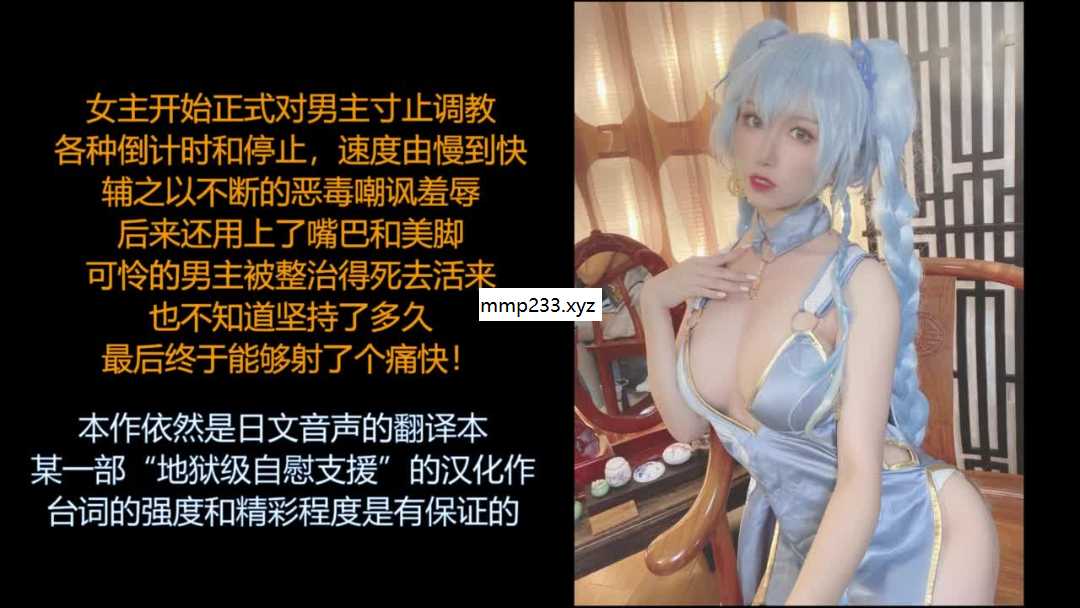 女主开始正式对男主寸止调教
各种倒计时和停止，速度由慢到快
辅之以不断的恶毒嘲讽羞辱
后来还用上了嘴巴和美脚
可怜的男主被整治得死去活来
也不知道坚持了多久
最后终于能够射了个痛快！
本作依然是日文音声的翻译本
某一部“地狱级自慰支援”的汉化作
台词的强度和精彩程度是有保证的
mmp233.xyz